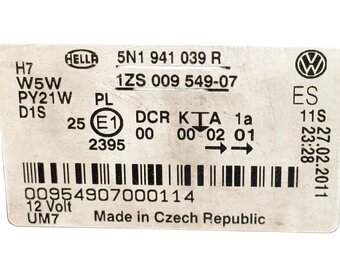 HELLA 5N1 941 039 R
1ZS 009 549-07
H7
W5W
PY21W
D1S
PL
25 E1
2395
DCR K A 1a
00 00 02 01
ES
11S
27.02.2011
23:28
00954907000114
12 Volt
UM7
Made in Czech Republic